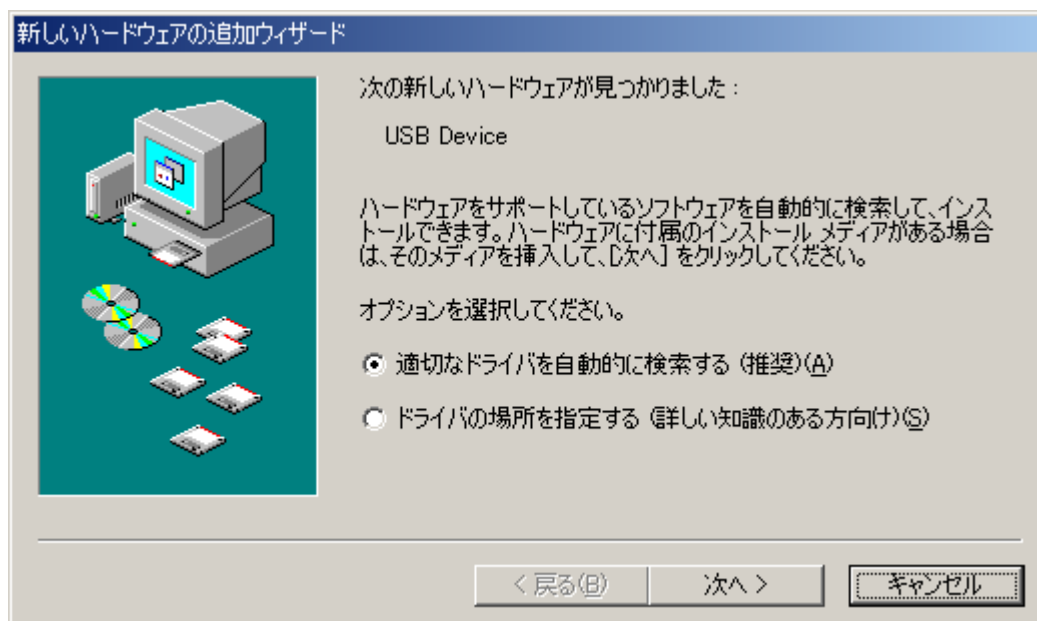 新しいハードウェアの追加ウィザード
次の新しいハードウェアが見つかりました:
USB Device
ハードウェアをサポートしているソフトウェアを自動的に検索して、インス
トールできます。ハードウェアに付属のインストール メディアがある場合
は、そのメディアを挿入して、[次へ] をクリックしてください。
オプションを選択してください。
適切なドライバを自動的に検索する (推奨)(A)
ドライバの場所を指定する (詳しい知識のある方向け)(S)
< 戻る(B)
次へ >
キャンセル